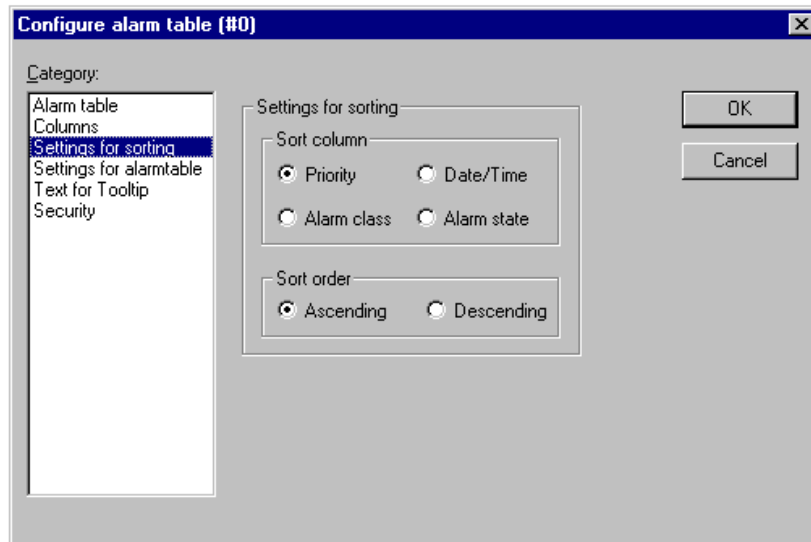 Configure alarm table (#0)
Category:
Alarm table
Columns
Settings for sorting
Settings for alarmtable
Text for Tooltip
Security
Settings for sorting
Sort column
Priority
Date/Time
Alarm class
Alarm state
Sort order
Ascending
Descending
OK
Cancel